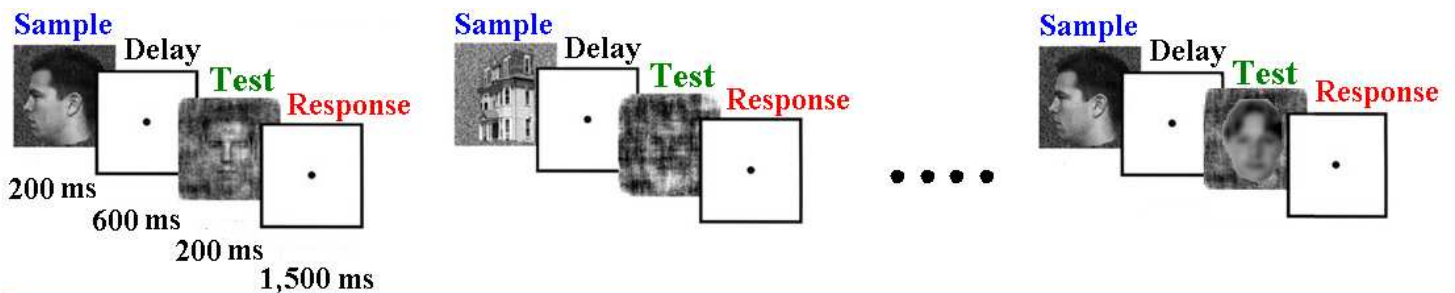 Sample
Delay
Test
Response
200 ms
600 ms
200 ms
1,500 ms
Sample
Delay
Test
Response
Sample
Delay
Test
Response